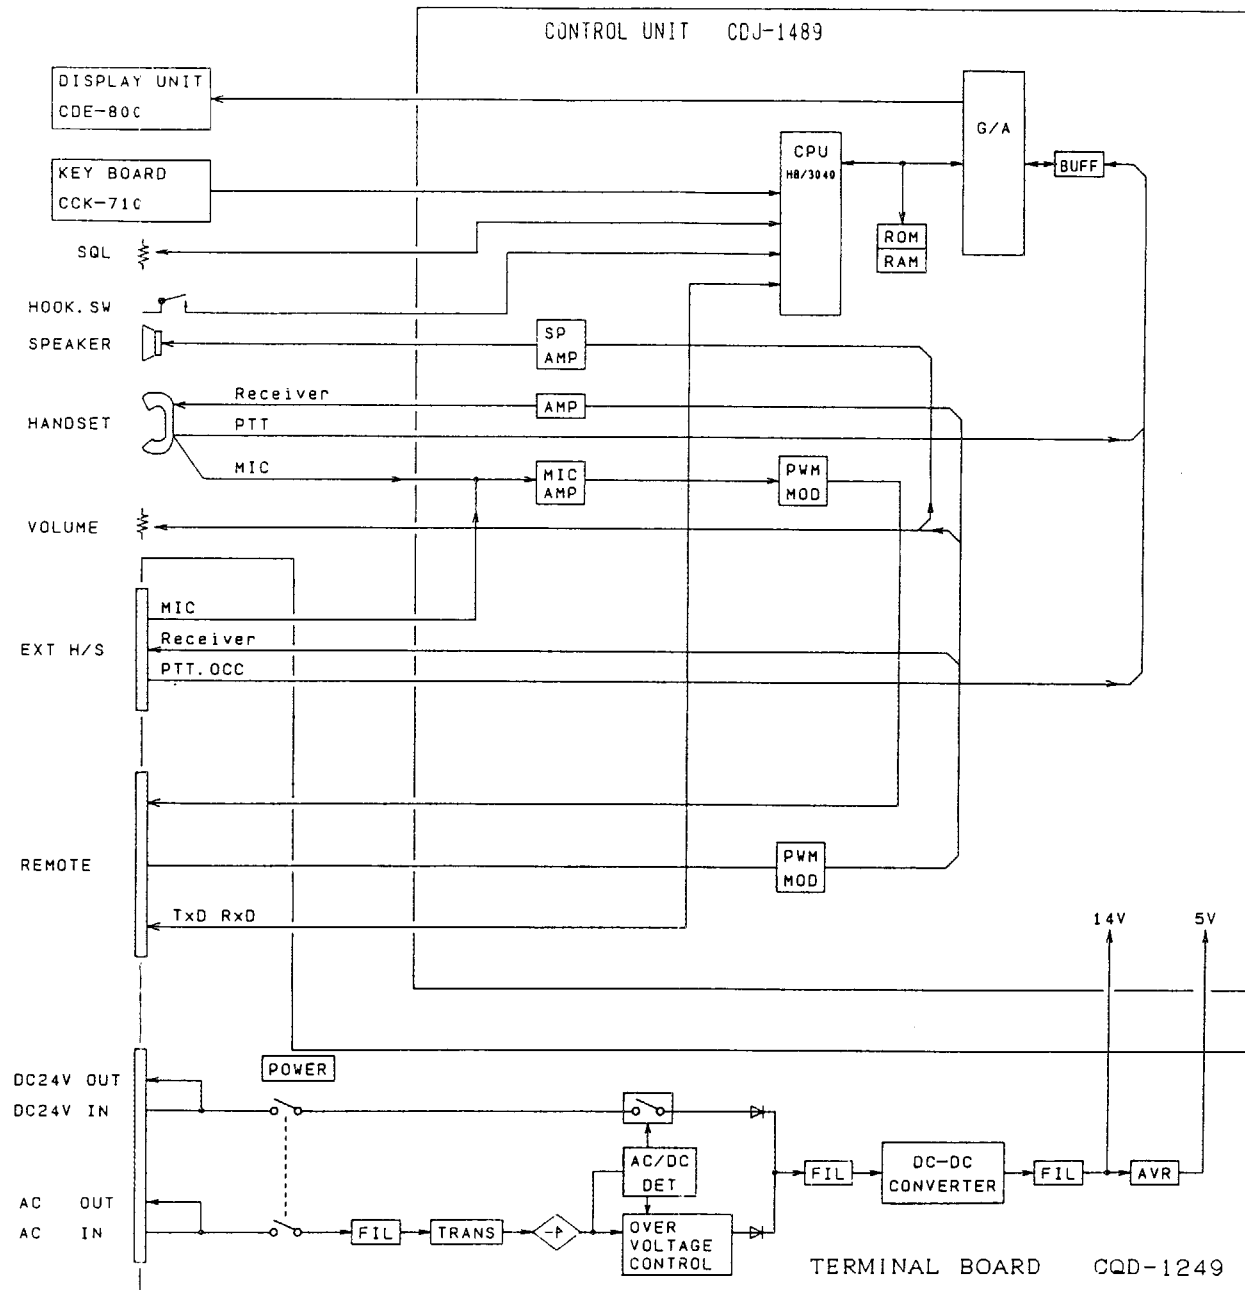 CONTROL UNIT CDJ-1489
DISPLAY UNIT
CDE-800
G/A
CPU
H8/3040
BUFF
KEY BOARD
CCK-710
ROM
RAM
SQL
HOOK.SW
SPEAKER
SP
AMP
Receiver
AMP
HANDSET
PTT
MIC
MIC
AMP
PWM
MOD
VOLUME
MIC
Receiver
EXT H/S
PTT.OCC
REMOTE
PWM
MOD
TxD RxD
14V
5V
POWER
DC24V OUT
DC24V IN
AC/DC
DET
FIL
DC-DC
CONVERTER
FIL
AVR
AC OUT
AC IN
FIL
TRANS
OVER
VOLTAGE
CONTROL
TERMINAL BOARD CQD-1249